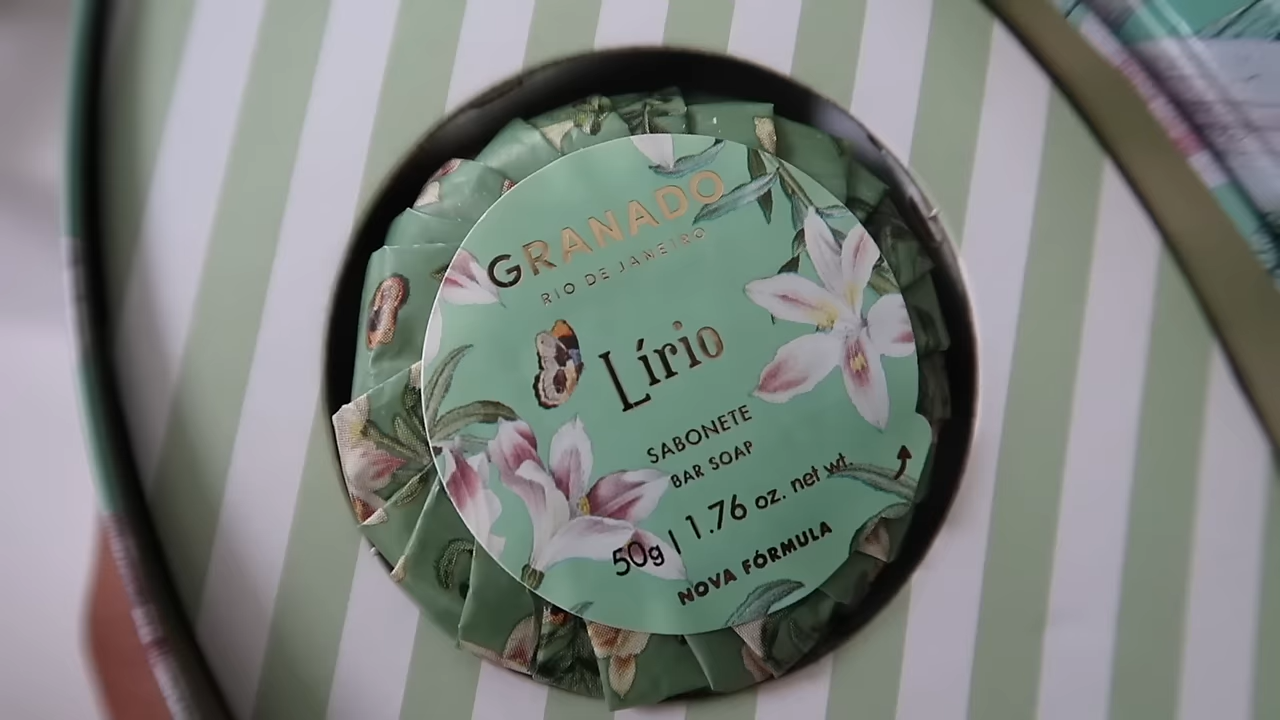 GRANADO
RIO DE JANEIRO
Lírio
SABONETE
BAR SOAP
50g | 1.76 oz. net wt.
NOVA FÓRMULA